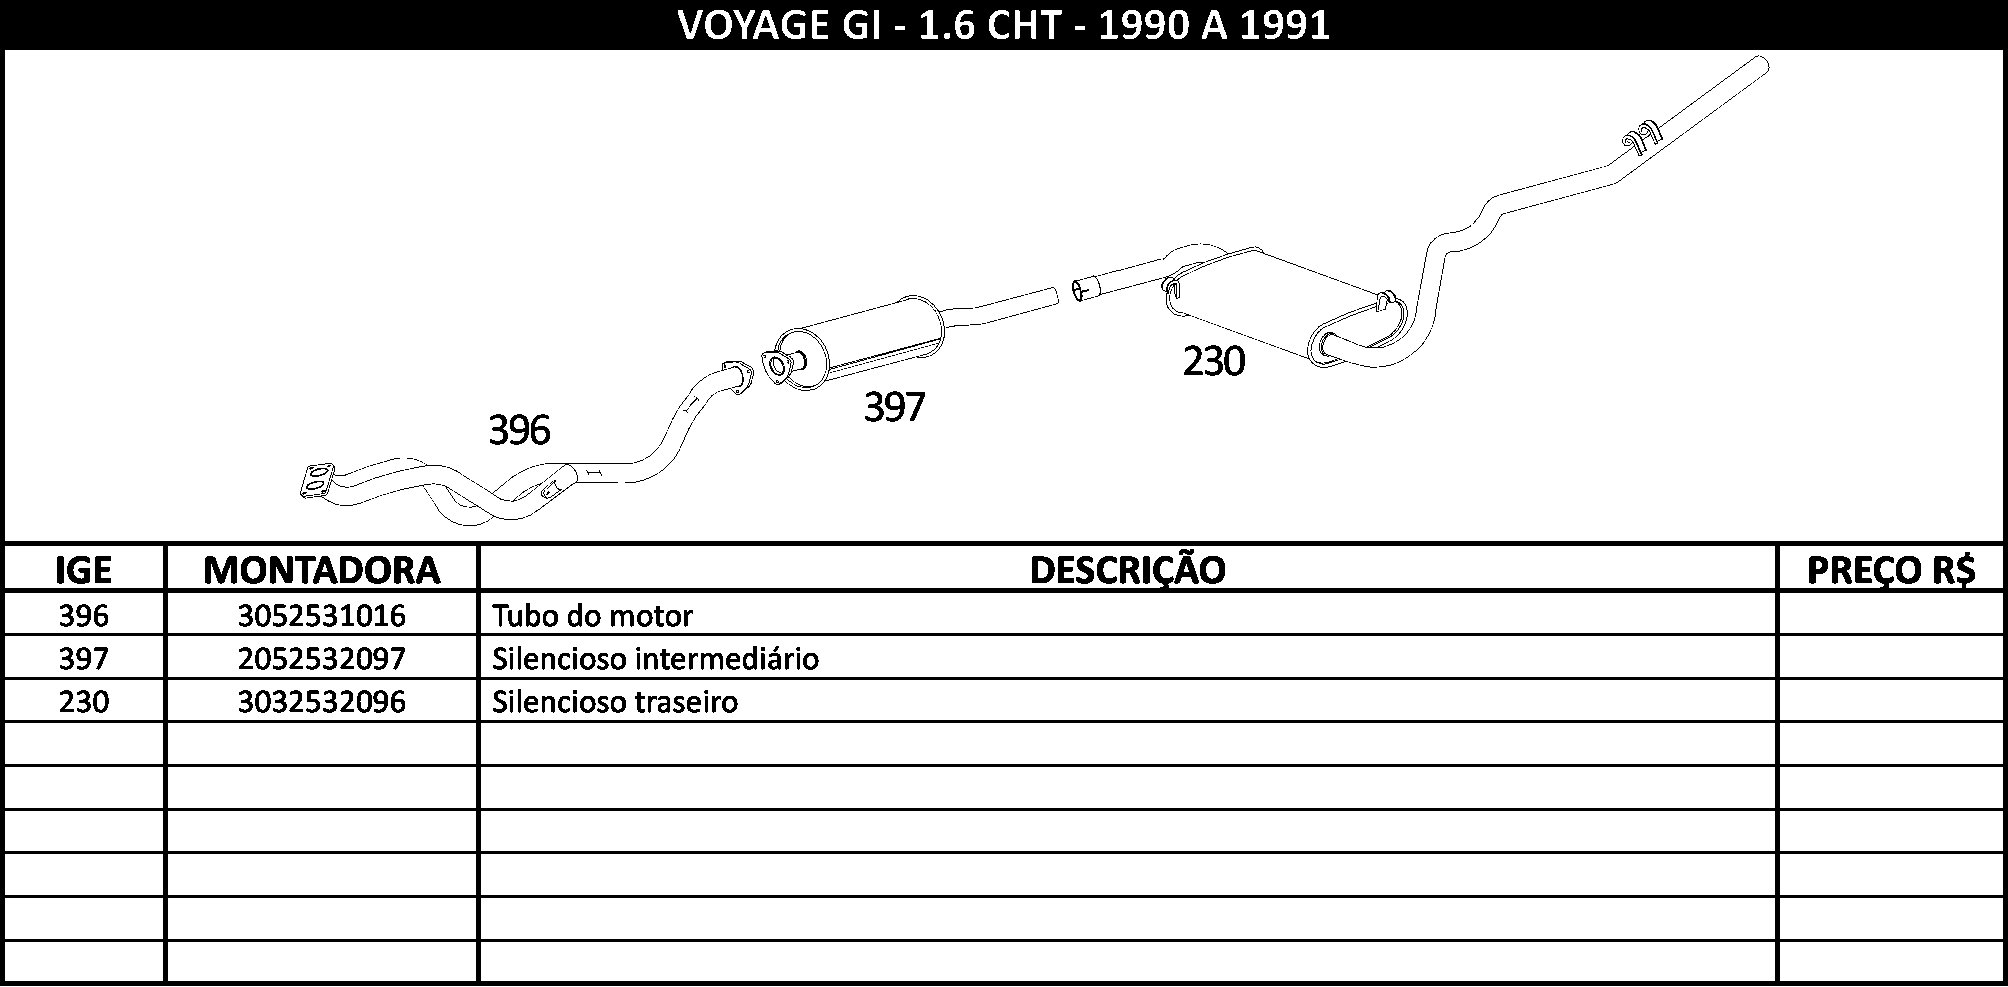 VOYAGE GI - 1.6 CHT - 1990 A 1991
230
397
396
IGE MONTADORA DESCRIÇÃO PREÇO R$
396 3052531016 Tubo do motor
397 2052532097 Silencioso intermediário
230 3032532096 Silencioso traseiro